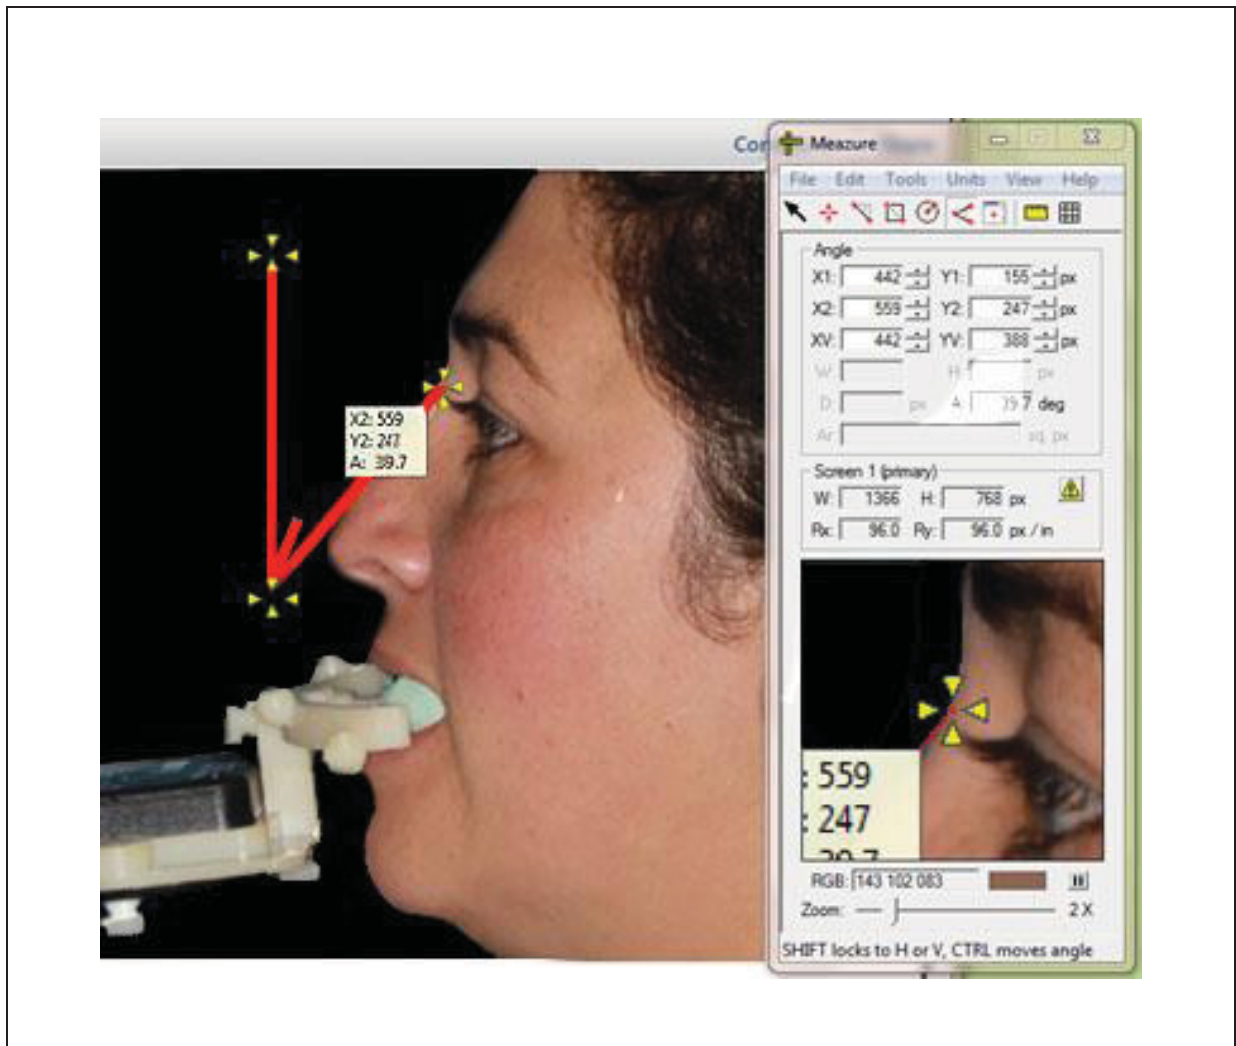 Meazure
File Edit Tools Units View Help
Angle
X1: 442 Y1: 155 px
X2: 559 Y2: 247 px
XV: 442 YV: 388 px
W: H: px
D: px A: 39.7 deg
Ar: sq. px
Screen 1 (primary)
W: 1366 H: 768 px
Rx: 96.0 Ry: 96.0 px / in
X2: 559
Y2: 247
A: 39.7
: 559
: 247
39.7
RGB: 143 102 083
Zoom: 2 X
SHIFT locks to H or V, CTRL moves angle